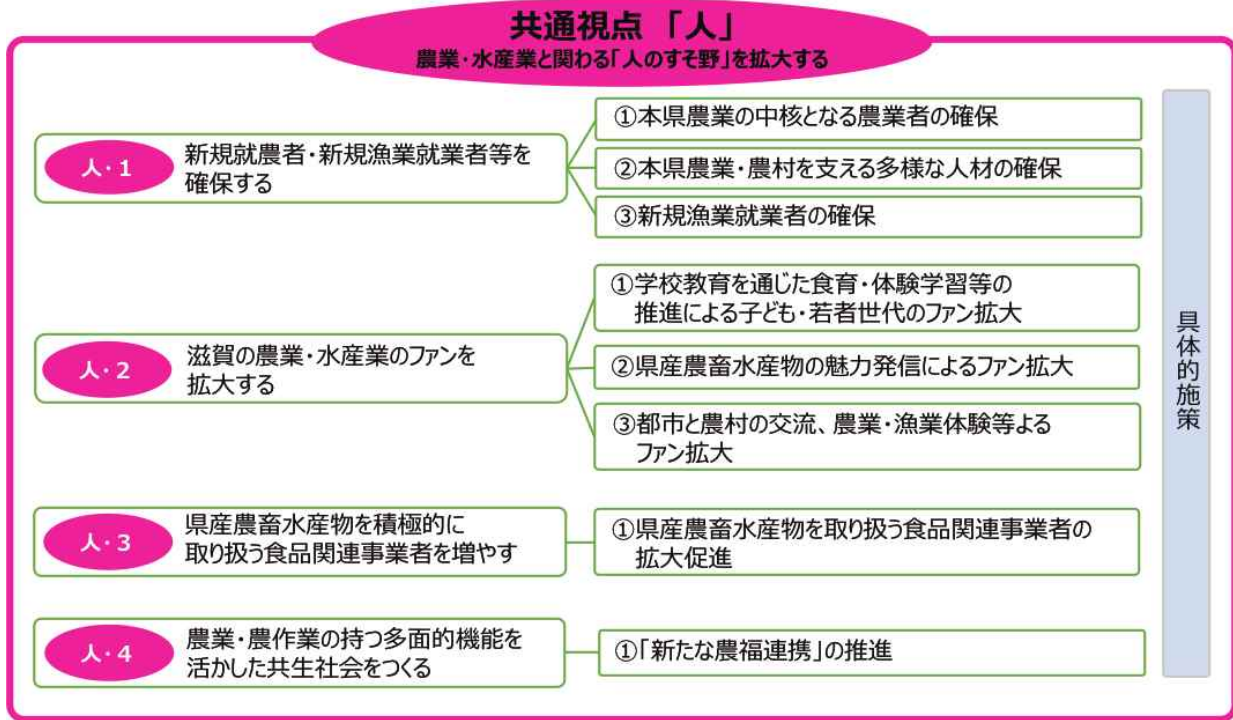 共通視点 「人」
農業・水産業と関わる「人のすそ野」を拡大する
人・1
新規就農者・新規漁業就業者等を
確保する
①本県農業の中核となる農業者の確保
②本県農業・農村を支える多様な人材の確保
③新規漁業就業者の確保
人・2
滋賀の農業・水産業のファンを
拡大する
①学校教育を通じた食育・体験学習等の
推進による子ども・若者世代のファン拡大
②県産農畜水産物の魅力発信によるファン拡大
③都市と農村の交流、農業・漁業体験等よる
ファン拡大
人・3
県産農畜水産物を積極的に
取り扱う食品関連事業者を増やす
①県産農畜水産物を取り扱う食品関連事業者の
拡大促進
人・4
農業・農作業の持つ多面的機能を
活かした共生社会をつくる
①「新たな農福連携」の推進
具体的施策